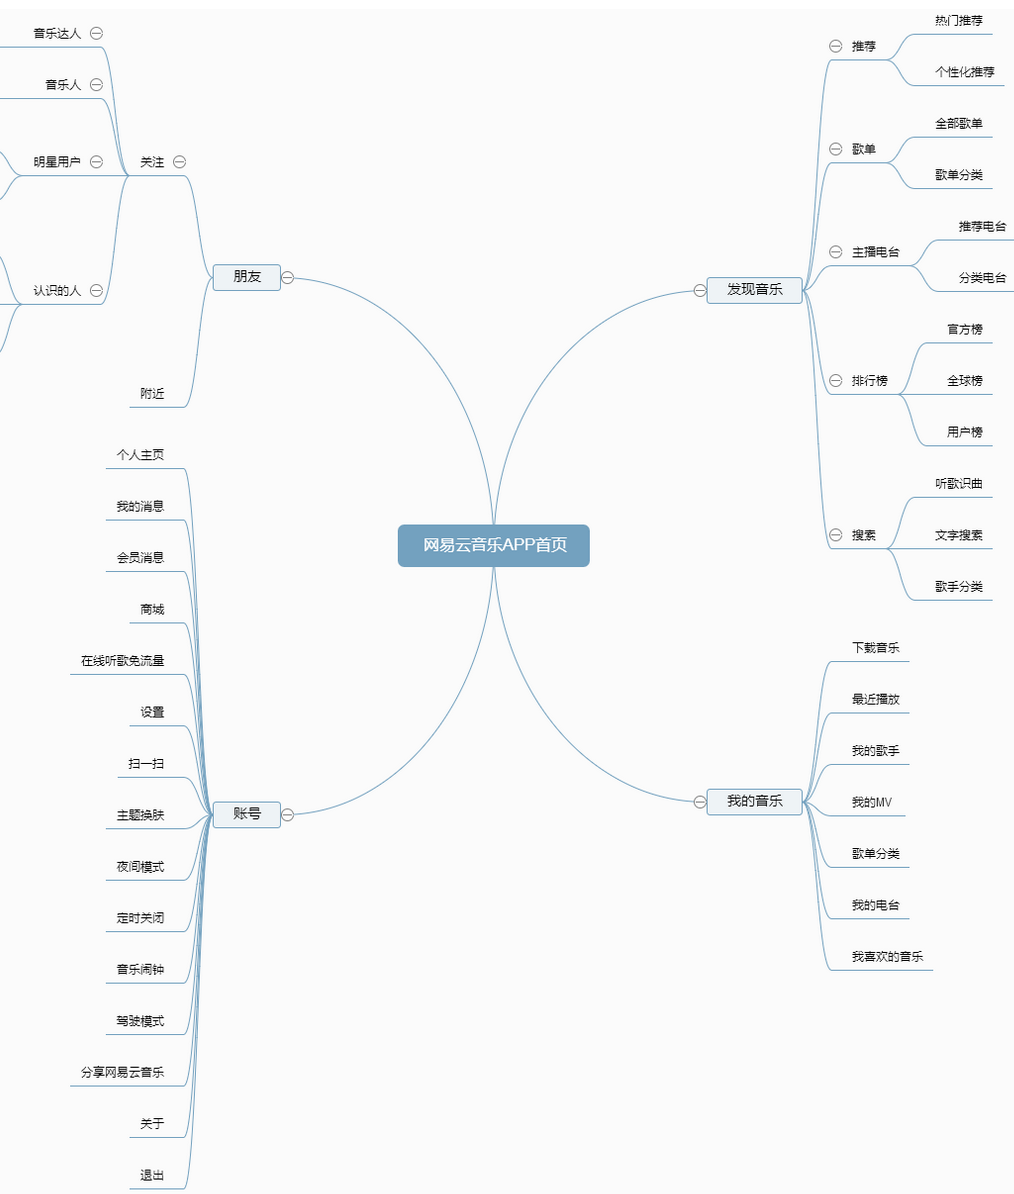 网易云音乐APP首页
发现音乐
推荐
热门推荐
个性化推荐
歌单
全部歌单
歌单分类
主播电台
推荐电台
分类电台
排行榜
官方榜
全球榜
用户榜
搜素
听歌识曲
文字搜素
歌手分类
我的音乐
下载音乐
最近播放
我的歌手
我的MV
歌单分类
我的电台
我喜欢的音乐
朋友
关注
音乐达人
音乐人
明星用户
认识的人
附近
账号
个人主页
我的消息
会员消息
商城
在线听歌免流量
设置
扫一扫
主题换肤
夜间模式
定时关闭
音乐闹钟
驾驶模式
分享网易云音乐
关于
退出